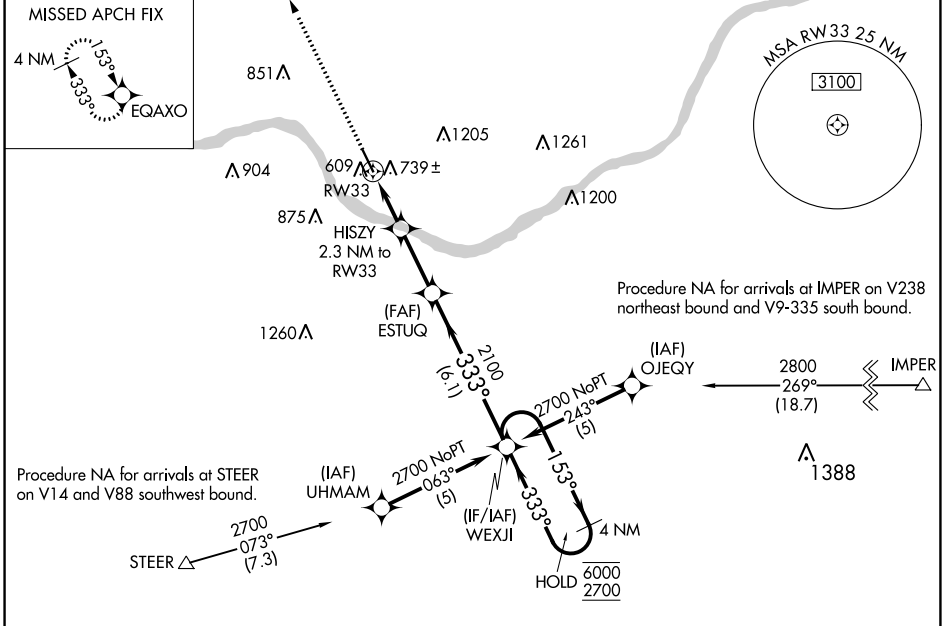 MISSED APCH FIX
4 NM
153°
333°
EQAXO
851
1205
1261
904
609
739±
RW33
1200
875
HISZY
2.3 NM to
RW33
MSA RW33 25 NM
3100
(FAF)
ESTUQ
1260
Procedure NA for arrivals at IMPER on V238
northeast bound and V9-335 south bound.
2100
333°
(6.1)
(IAF)
OJEQY
2800
269°
(18.7)
IMPER
2700 NoPT
243°
(5)
1388
Procedure NA for arrivals at STEER
on V14 and V88 southwest bound.
(IAF)
UHMAM
2700 NoPT
063°
(5)
(IF/IAF)
WEXJI
153°
333°
4 NM
2700
073°
(7.3)
STEER
HOLD
6000
2700